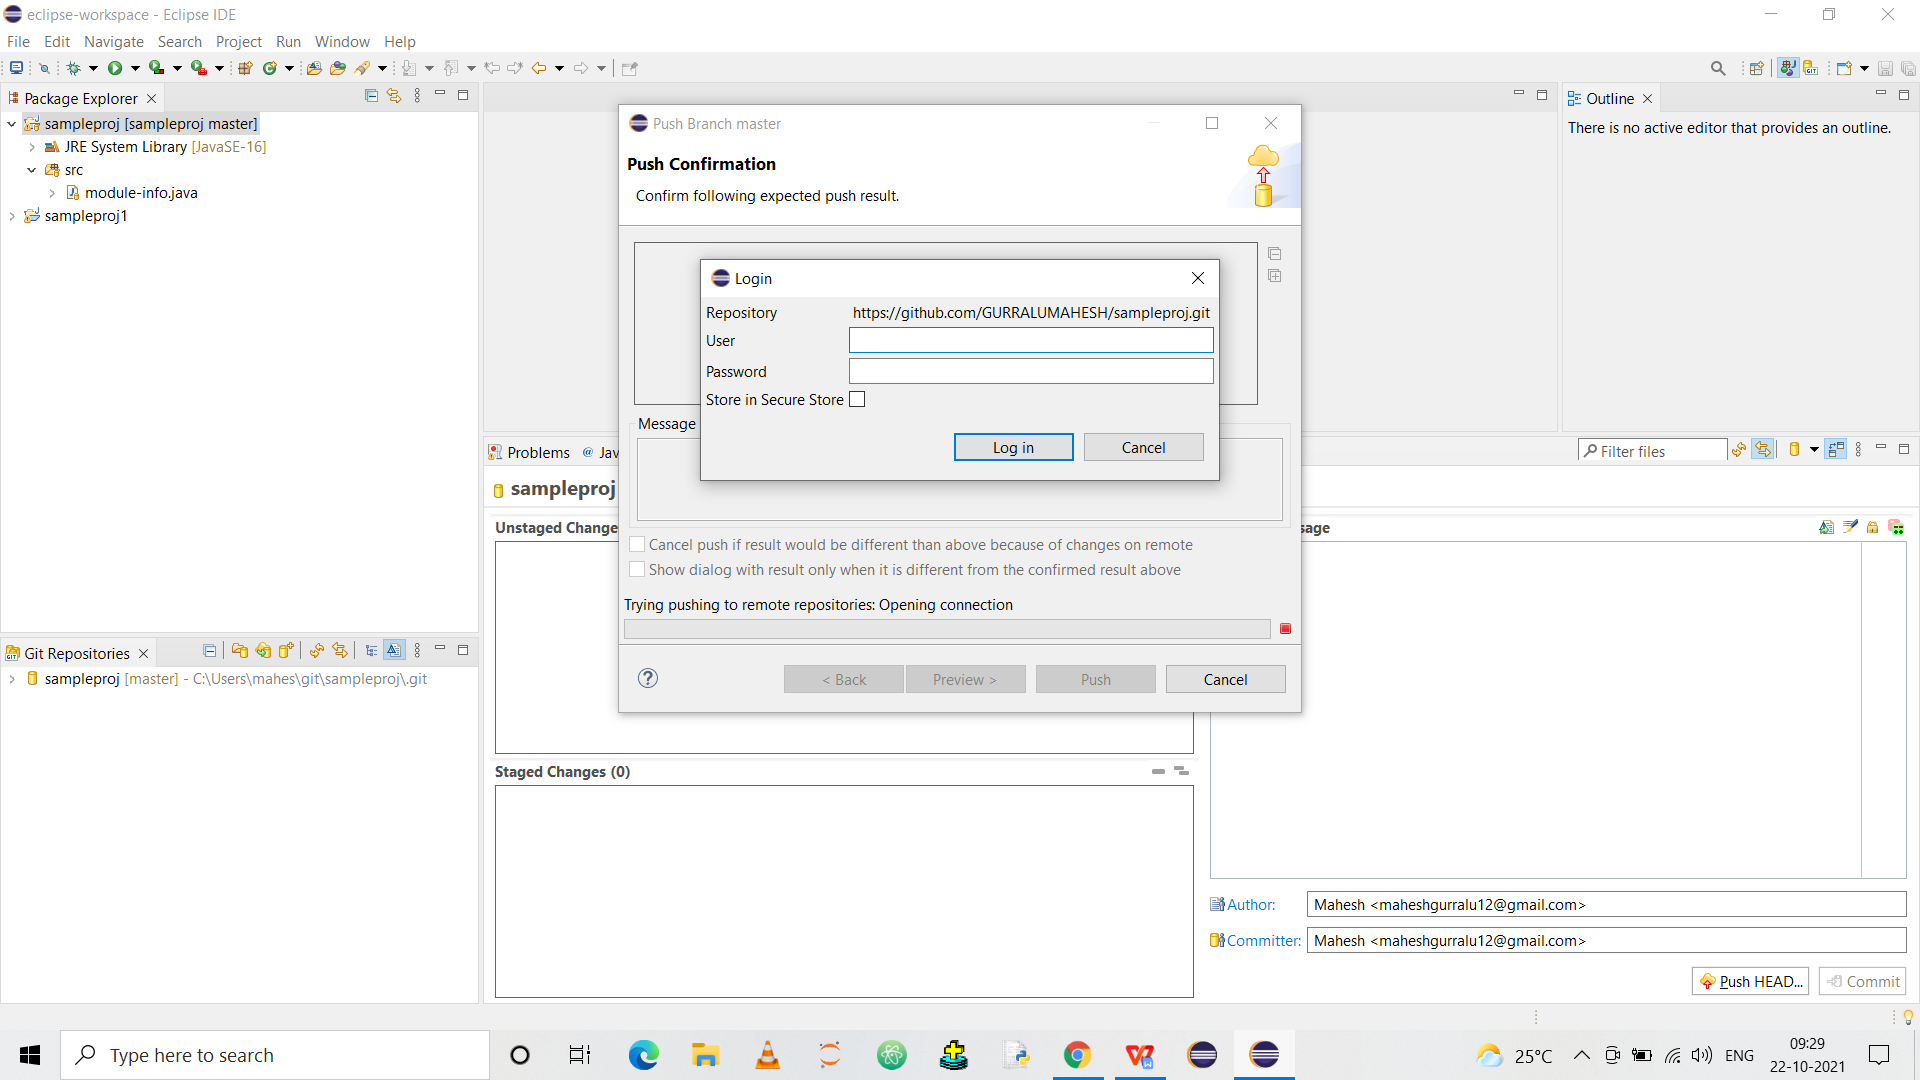 eclipse-workspace - Eclipse IDE
File Edit Navigate Search Project Run Window Help
Package Explorer
sampleproj [sampleproj master]
JRE System Library [JavaSE-16]
src
module-info.java
sampleproj1
Git Repositories
sampleproj [master] - C:\Users\mahes\git\sampleproj\.git
Outline
There is no active editor that provides an outline.
Push Branch master
Push Confirmation
Confirm following expected push result.
Login
Repository https://github.com/GURRALUMAHESH/sampleproj.git
User
Password
Store in Secure Store
Log in Cancel
Message
Cancel push if result would be different than above because of changes on remote
Show dialog with result only when it is different from the confirmed result above
Trying pushing to remote repositories: Opening connection
< Back Preview > Push Cancel
Problems @ Jav
Filter files
sampleproj
Unstaged Change
sage
Staged Changes (0)
Author: Mahesh <maheshgurralu12@gmail.com>
Committer: Mahesh <maheshgurralu12@gmail.com>
Push HEAD... Commit
Type here to search
25°C
ENG
09:29
22-10-2021